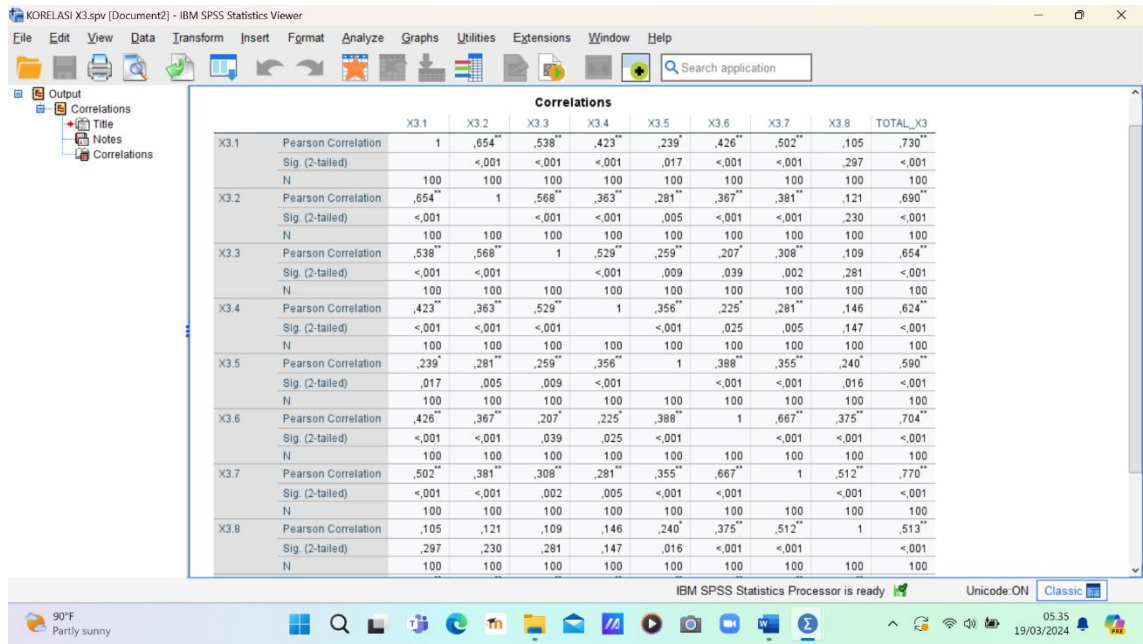 KORELASI X3.spv [Document2] - IBM SPSS Statistics Viewer
File Edit View Data Transform Insert Format Analyze Graphs Utilities Extensions Window Help
Search application
Output
Correlations
Title
Notes
Correlations
Correlations
X3.1 X3.2 X3.3 X3.4 X3.5 X3.6 X3.7 X3.8 TOTAL_X3
X3.1 Pearson Correlation 1 ,654** ,538** ,423** ,239* ,426** ,502** ,105 ,730**
Sig. (2-tailed) <,001 <,001 <,001 ,017 <,001 <,001 ,297 <,001
N 100 100 100 100 100 100 100 100 100
X3.2 Pearson Correlation ,654** 1 ,568** ,363** ,281** ,367** ,381** ,121 ,690**
Sig. (2-tailed) <,001 <,001 <,001 ,005 <,001 <,001 ,230 <,001
N 100 100 100 100 100 100 100 100 100
X3.3 Pearson Correlation ,538** ,568** 1 ,529** ,259** ,207* ,308** ,109 ,654**
Sig. (2-tailed) <,001 <,001 <,001 ,009 ,039 ,002 ,281 <,001
N 100 100 100 100 100 100 100 100 100
X3.4 Pearson Correlation ,423** ,363** ,529** 1 ,356** ,225* ,281** ,146 ,624**
Sig. (2-tailed) <,001 <,001 <,001 <,001 ,025 ,005 ,147 <,001
N 100 100 100 100 100 100 100 100 100
X3.5 Pearson Correlation ,239* ,281** ,259** ,356** 1 ,388** ,355** ,240* ,590**
Sig. (2-tailed) ,017 ,005 ,009 <,001 <,001 <,001 ,016 <,001
N 100 100 100 100 100 100 100 100 100
X3.6 Pearson Correlation ,426** ,367** ,207* ,225* ,388** 1 ,667** ,375** ,704**
Sig. (2-tailed) <,001 <,001 ,039 ,025 <,001 <,001 <,001 <,001
N 100 100 100 100 100 100 100 100 100
X3.7 Pearson Correlation ,502** ,381** ,308** ,281** ,355** ,667** 1 ,512** ,770**
Sig. (2-tailed) <,001 <,001 ,002 ,005 <,001 <,001 <,001 <,001
N 100 100 100 100 100 100 100 100 100
X3.8 Pearson Correlation ,105 ,121 ,109 ,146 ,240* ,375** ,512** 1 ,513**
Sig. (2-tailed) ,297 ,230 ,281 ,147 ,016 <,001 <,001 <,001
N 100 100 100 100 100 100 100 100 100
IBM SPSS Statistics Processor is ready Unicode:ON Classic
90°F
Partly sunny
05.35
19/03/2024
PRE